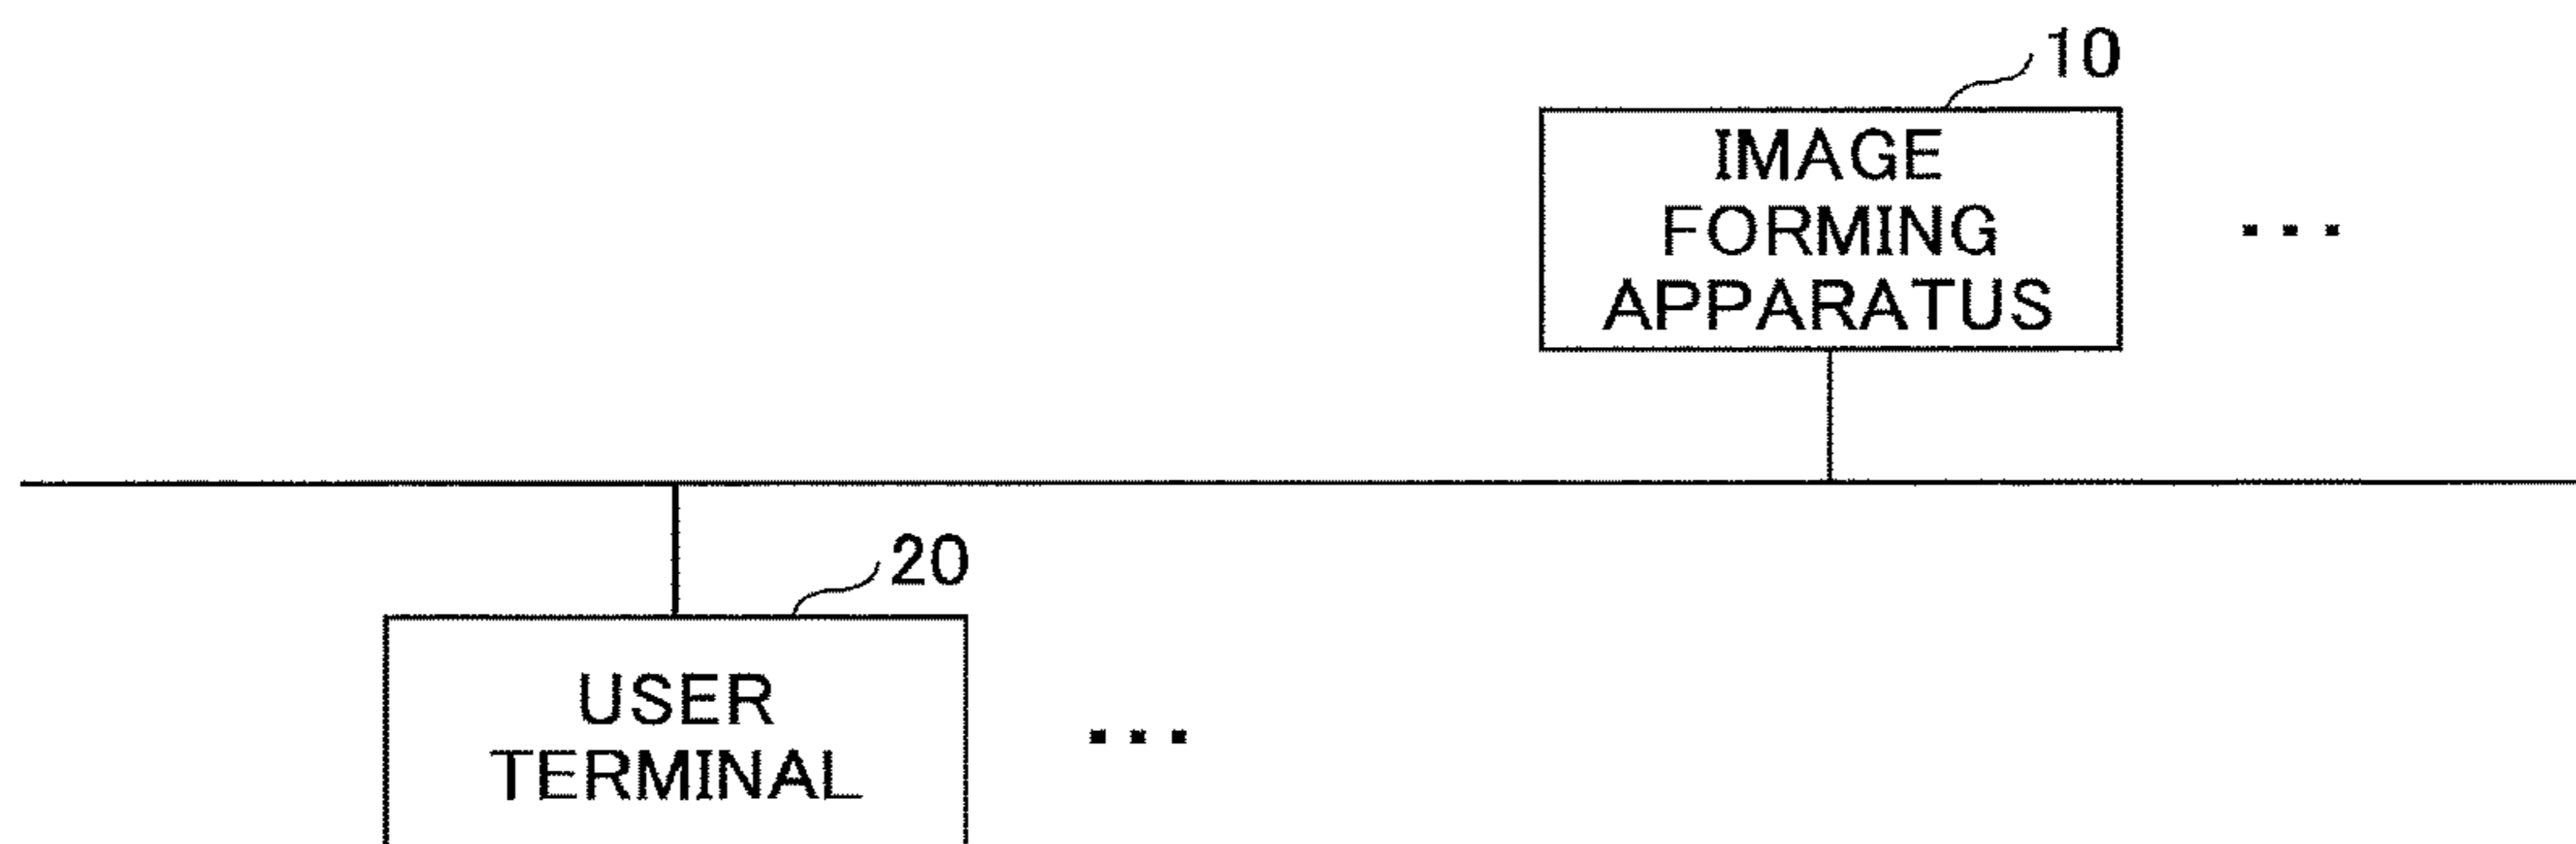 10
IMAGE
FORMING
APPARATUS
...
20
USER
TERMINAL
...